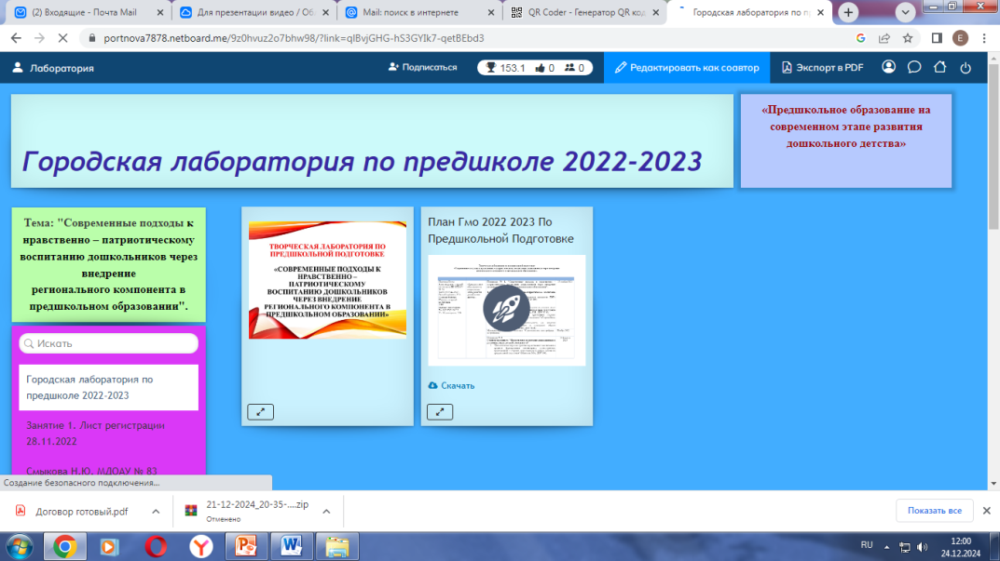 (2) Входящие - Почта Mail
Для презентации видео / Об
Mail: поиск в интернете
QR Coder - Генератор QR код
Городская лаборатория по пр
portnova7878.netboard.me/9z0hvuz2o7bhw98/?link=qIBvjGHG-hS3GYIk7-qetBEbd3
E
Лаборатория
Подписаться
153.1 0 0
Редактировать как соавтор
Экспорт в PDF
Городская лаборатория по предшколе 2022-2023
«Предшкольное образование на
современном этапе развития
дошкольного детства»
Тема: "Современные подходы к
нравственно – патриотическому
воспитанию дошкольников через
внедрение
регионального компонента в
предшкольном образовании".
Искать
Городская лаборатория по
предшколе 2022-2023
Занятие 1. Лист регистрации
28.11.2022
Смыкова Н.Ю. МДОАУ № 83
ТВОРЧЕСКАЯ ЛАБОРАТОРИЯ ПО
ПРЕДШКОЛЬНОЙ ПОДГОТОВКЕ
«СОВРЕМЕННЫЕ ПОДХОДЫ К
НРАВСТВЕННО –
ПАТРИОТИЧЕСКОМУ
ВОСПИТАНИЮ ДОШКОЛЬНИКОВ
ЧЕРЕЗ ВНЕДРЕНИЕ
РЕГИОНАЛЬНОГО КОМПОНЕНТА В
ПРЕДШКОЛЬНОМ ОБРАЗОВАНИИ»
План Гмо 2022 2023 По
Предшкольной Подготовке
Скачать
Создание безопасного подключения...
Договор готовый.pdf
21-12-2024_20-35-....zip
Отменено
Показать все
RU
12:00
24.12.2024